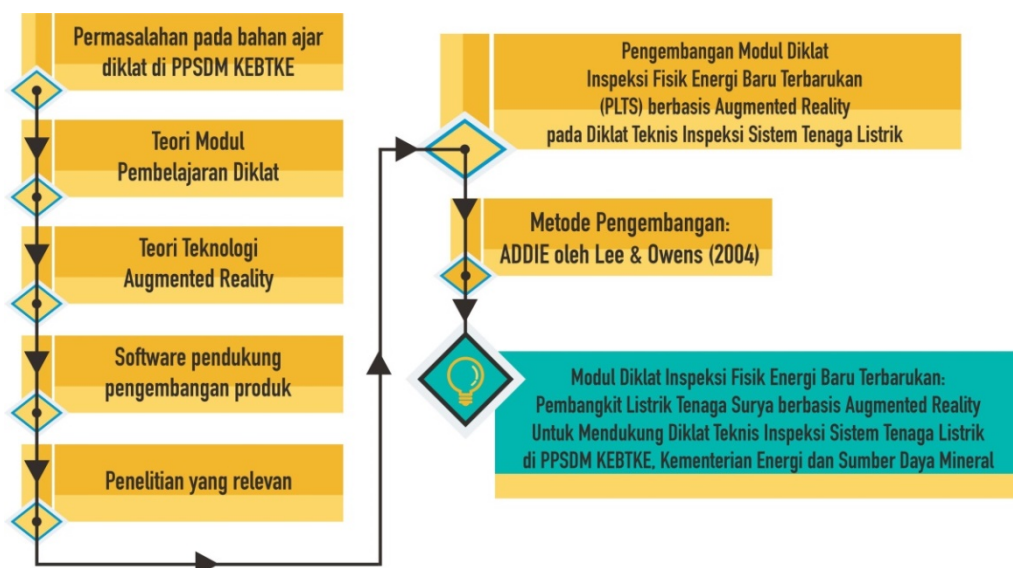 Permasalahan pada bahan ajar
diklat di PPSDM KEBTKE
Teori Modul
Pembelajaran Diklat
Teori Teknologi
Augmented Reality
Software pendukung
pengembangan produk
Penelitian yang relevan
Pengembangan Modul Diklat
Inspeksi Fisik Energi Baru Terbarukan
(PLTS) berbasis Augmented Reality
pada Diklat Teknis Inspeksi Sistem Tenaga Listrik
Metode Pengembangan:
ADDIE oleh Lee & Owens (2004)
Modul Diklat Inspeksi Fisik Energi Baru Terbarukan:
Pembangkit Listrik Tenaga Surya berbasis Augmented Reality
Untuk Mendukung Diklat Teknis Inspeksi Sistem Tenaga Listrik
di PPSDM KEBTKE, Kementerian Energi dan Sumber Daya Mineral